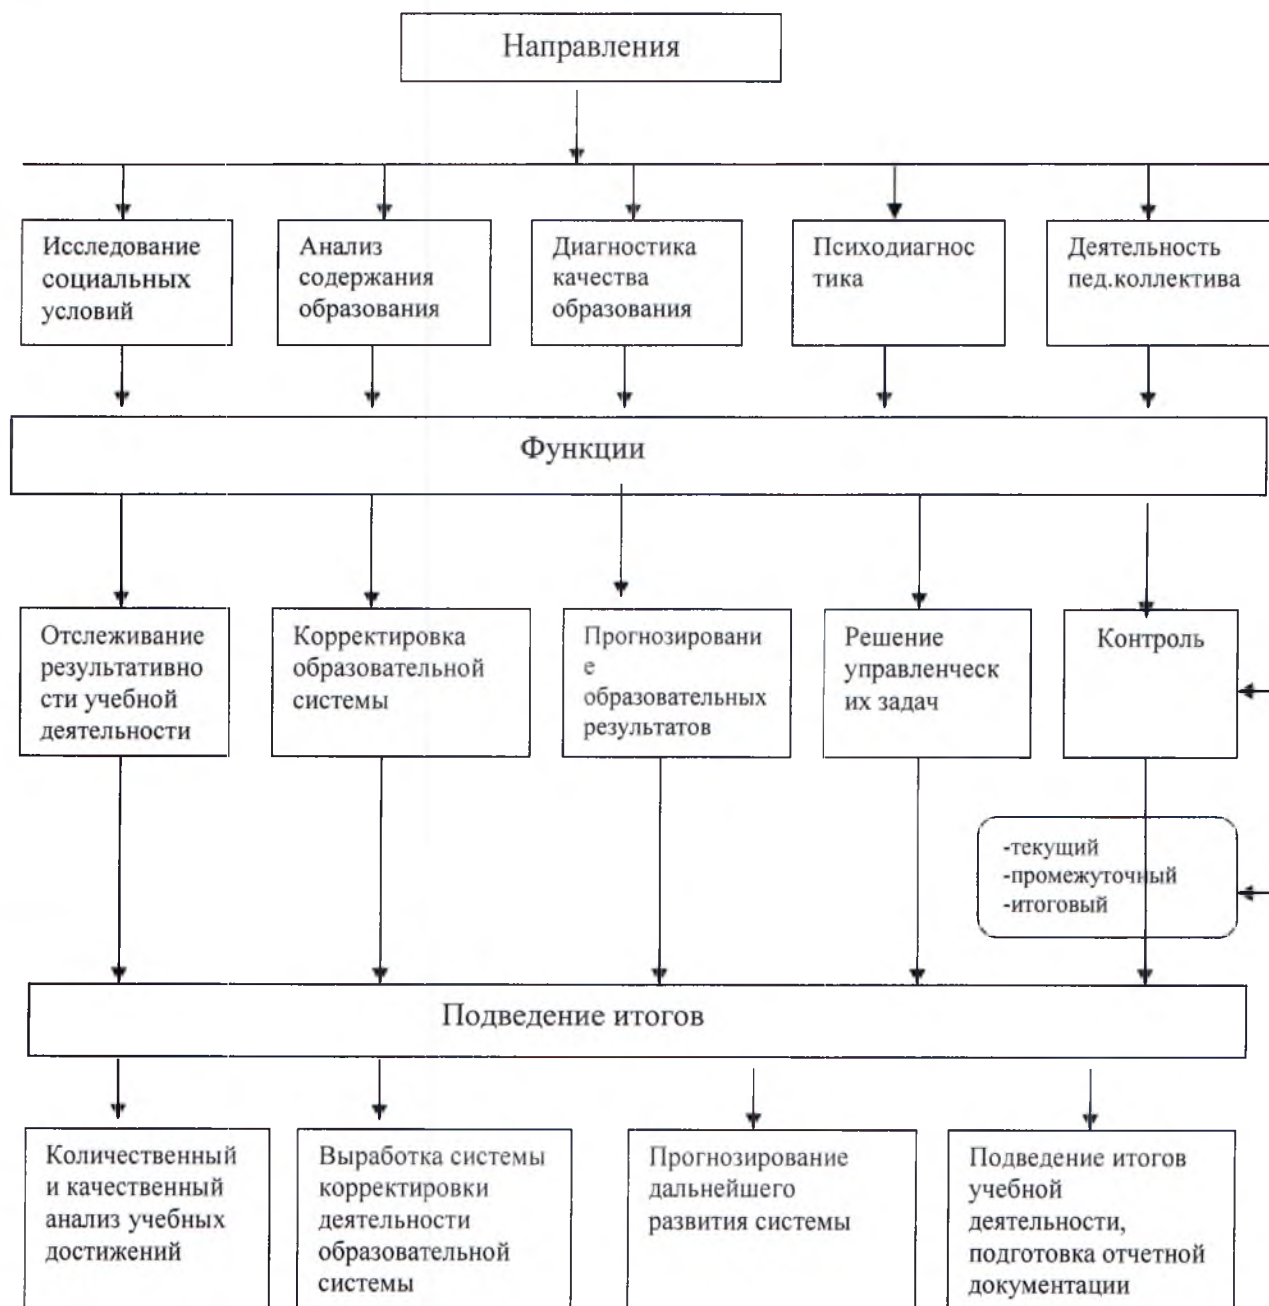 Направления
Исследование
социальных
условий
Анализ
содержания
образования
Диагностика
качества
образования
Психодиагнос
тика
Деятельность
пед.коллектива
Функции
Отслеживание
результативно
сти учебной
деятельности
Корректировка
образовательной
системы
Прогнозировани
е
образовательных
результатов
Решение
управленческ
их задач
Контроль
-текущий
-промежуточный
-итоговый
Подведение итогов
Количественный
и качественный
анализ учебных
достижений
Выработка системы
корректировки
деятельности
образовательной
системы
Прогнозирование
дальнейшего
развития системы
Подведение итогов
учебной
деятельности,
подготовка отчетной
документации